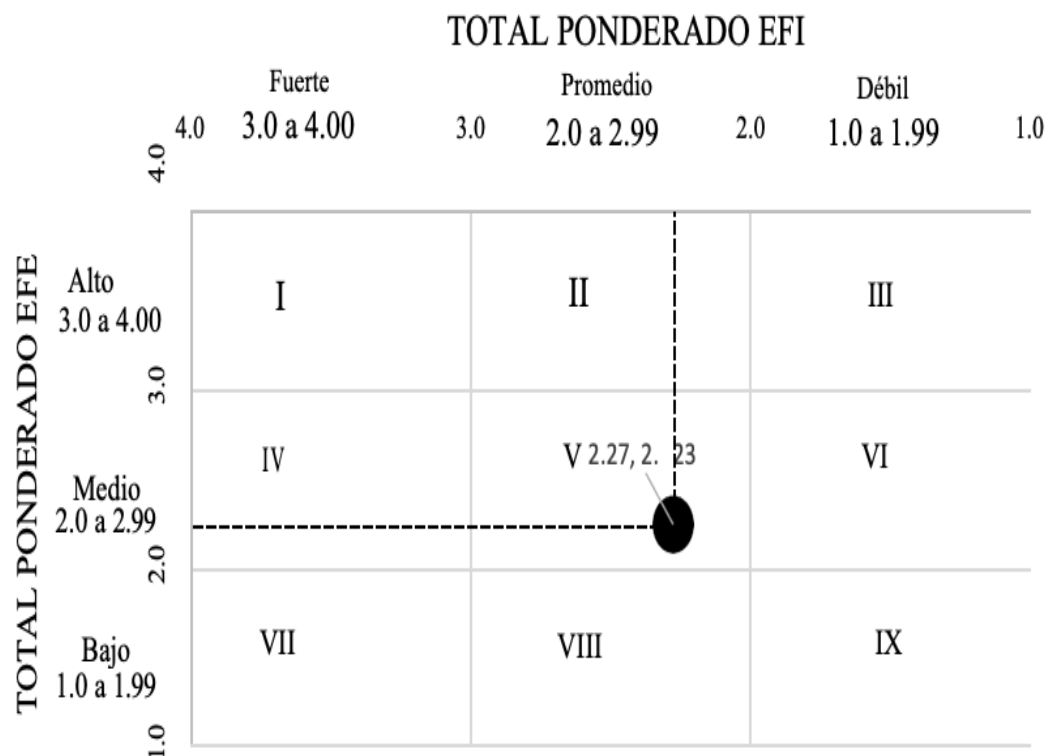 TOTAL PONDERADO EFI
Fuerte
Promedio
Débil
4.0
3.0 a 4.00
3.0
2.0 a 2.99
2.0
1.0 a 1.99
1.0
4.0
TOTAL PONDERADO EFE
Alto
3.0 a 4.00
I
II
III
3.0
Medio
2.0 a 2.99
IV
V
2.27, 2. 23
VI
2.0
Bajo
1.0 a 1.99
VII
VIII
IX
1.0